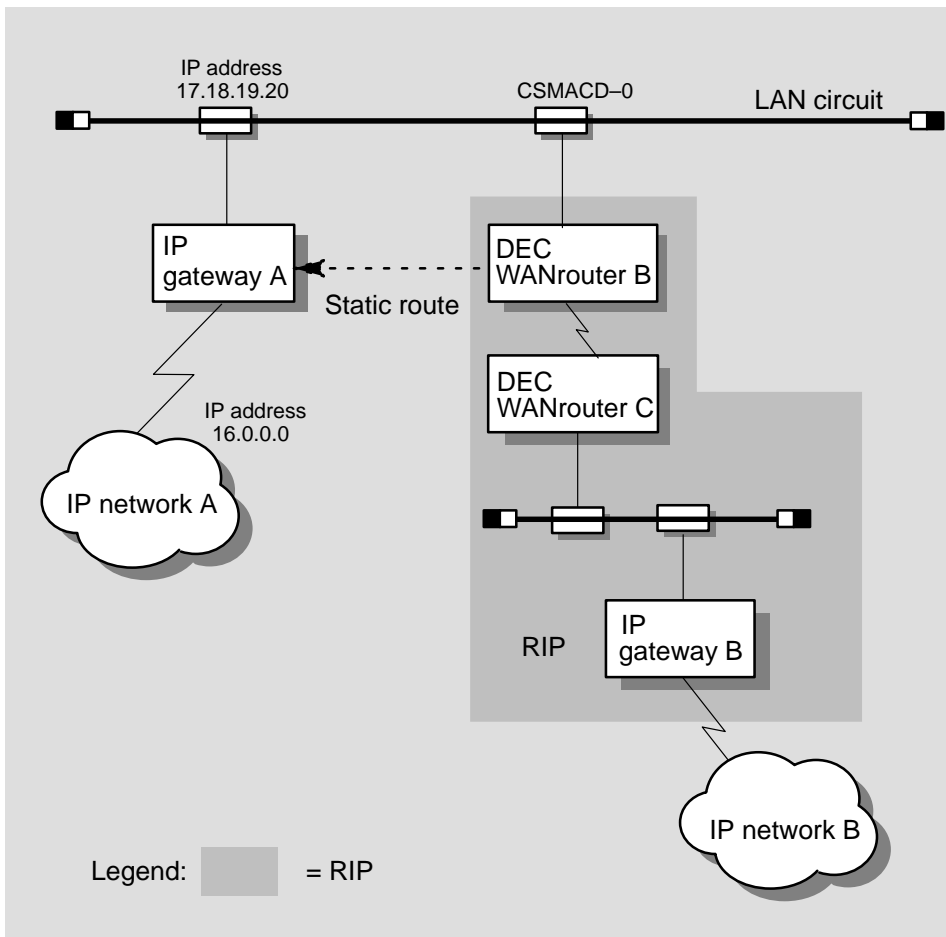 IP address
17.18.19.20
CSMACD–0
LAN circuit
IP
gateway A
DEC
WANrouter B
Static route
DEC
WANrouter C
IP address
16.0.0.0
IP network A
RIP
IP
gateway B
IP network B
Legend:
= RIP